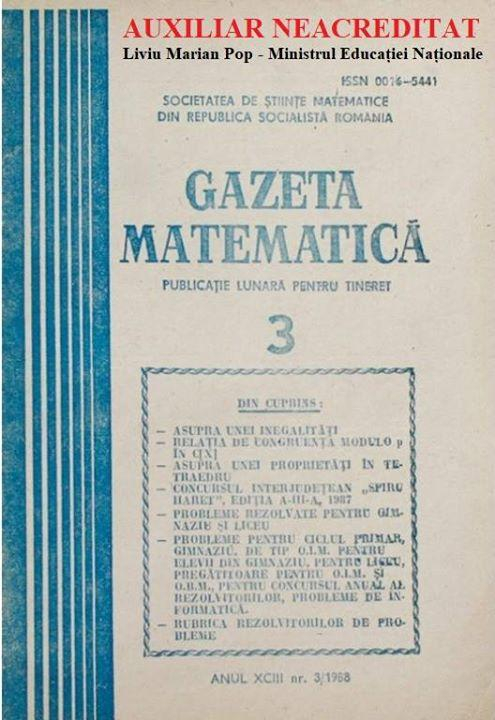 AUXILIAR NEACREDITAT
Liviu Marian Pop - Ministrul Educației Naționale
ISSN 0016-5441
SOCIETATEA DE ȘTIINȚE MATEMATICE
DIN REPUBLICA SOCIALISTĂ ROMÂNIA
GAZETA
MATEMATICĂ
PUBLICAȚIE LUNARĂ PENTRU TINERET
3
DIN CUPRINS :
— ASUPRA UNEI INEGALITĂȚI
— RELAȚIA DE CONGRUENȚA MODULO p
ÎN C[X]
— ASUPRA UNEI PROPRIETĂȚI ÎN TE-
TRAEDRU
— CONCURSUL INTERJUDEȚEAN „SPIRU
HARET", EDIȚIA A-III-A, 1987
— PROBLEME REZOLVATE PENTRU GIM-
NAZIU ȘI LICEU
— PROBLEME PENTRU CICLUL PRIMAR,
GIMNAZIU, DE TIP O.I.M. PENTRU
ELEVII DIN GIMNAZIU, PENTRU LICEU,
PREGĂTITOARE PENTRU O.I.M. ȘI
O.B.M., PENTRU CONCURSUL ANUAL AL
REZOLVITORILOR, PROBLEME DE IN-
FORMATICĂ.
— RUBRICA REZOLVITORILOR DE PRO-
BLEME
ANUL XCIII nr. 3/1988